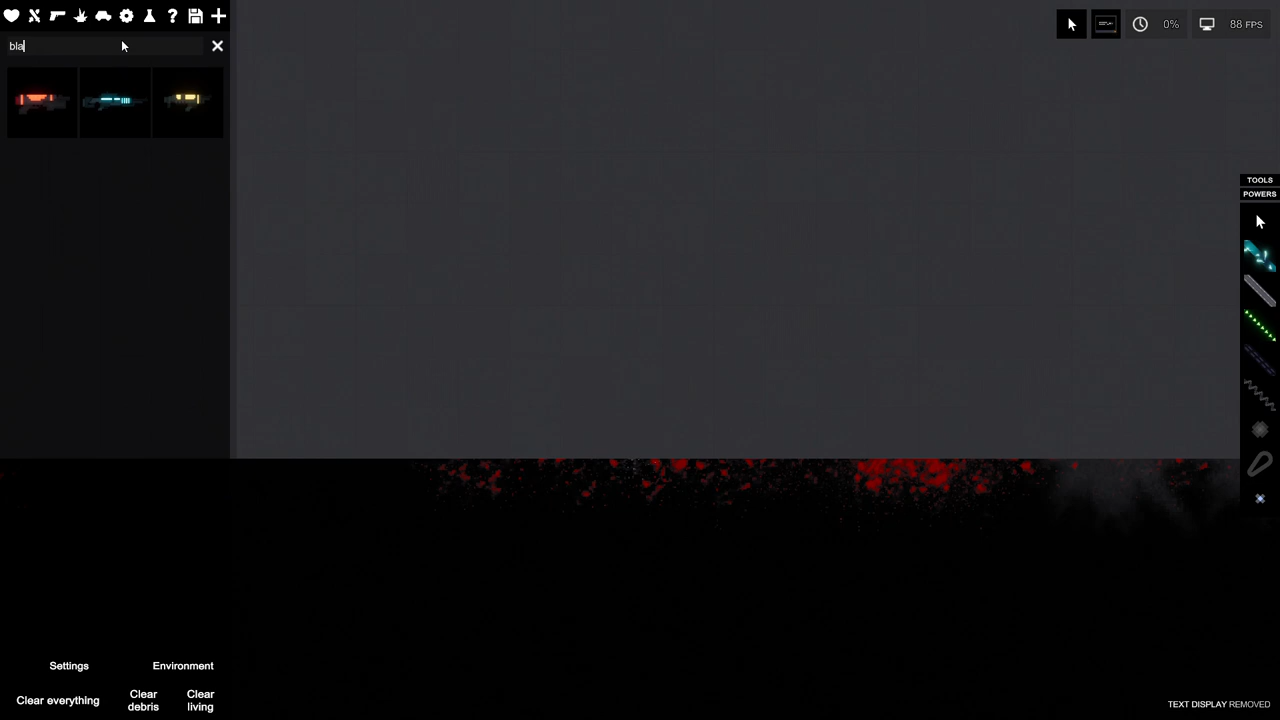 bla
0%
88 FPS
TOOLS
POWERS
Settings
Environment
Clear everything
Clear debris
Clear living
TEXT DISPLAY REMOVED